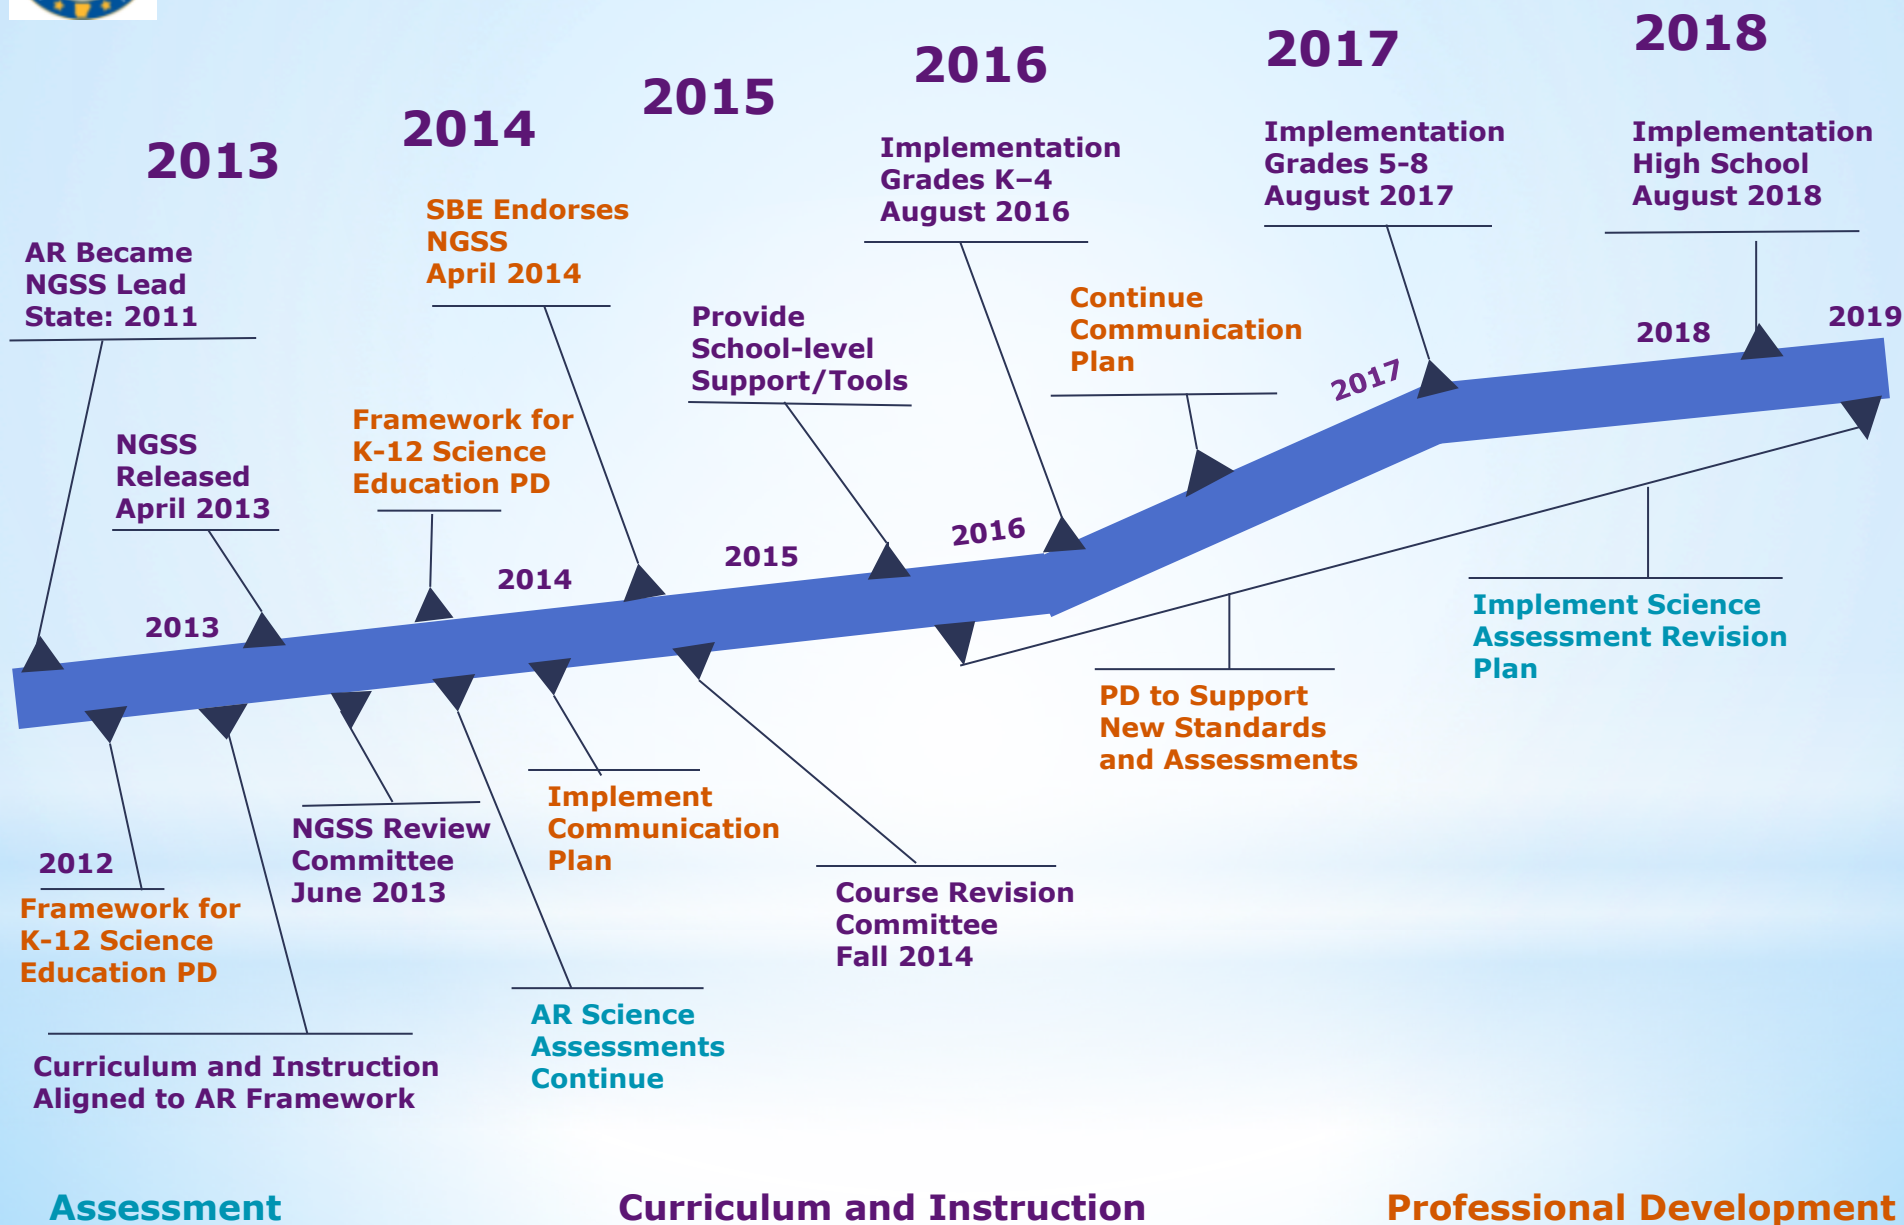 2013
2014
2015
2016
2017
2018
AR Became
NGSS Lead
State: 2011
NGSS
Released
April 2013
Framework for
K-12 Science
Education PD
SBE Endorses
NGSS
April 2014
Provide
School-level
Support/Tools
Implementation
Grades K–4
August 2016
Continue
Communication
Plan
Implementation
Grades 5-8
August 2017
Implementation
High School
August 2018
2013
2014
2015
2016
2017
2018
2019
2012
Framework for
K-12 Science
Education PD
Curriculum and Instruction
Aligned to AR Framework
NGSS Review
Committee
June 2013
AR Science
Assessments
Continue
Implement
Communication
Plan
Course Revision
Committee
Fall 2014
PD to Support
New Standards
and Assessments
Implement Science
Assessment Revision
Plan
Assessment
Curriculum and Instruction
Professional Development